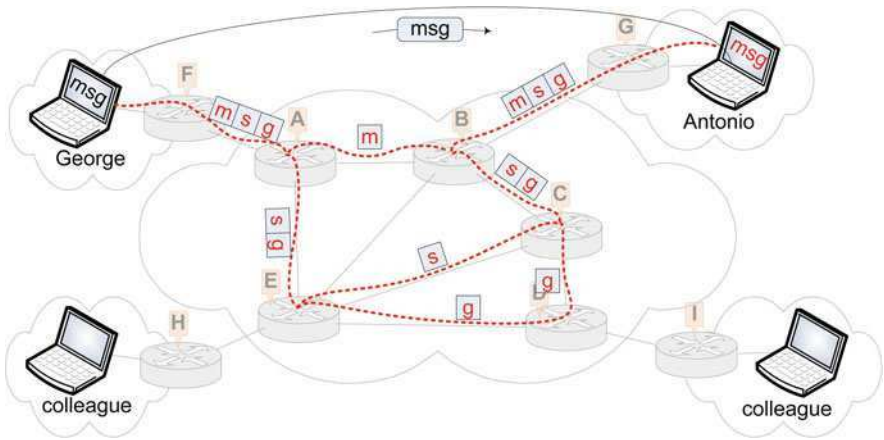 msg
G
msg
msg
F
m s g
m s g
A
m
B
George
Antonio
s g
C
s g
s
E
g
g
D
H
I
colleague
colleague